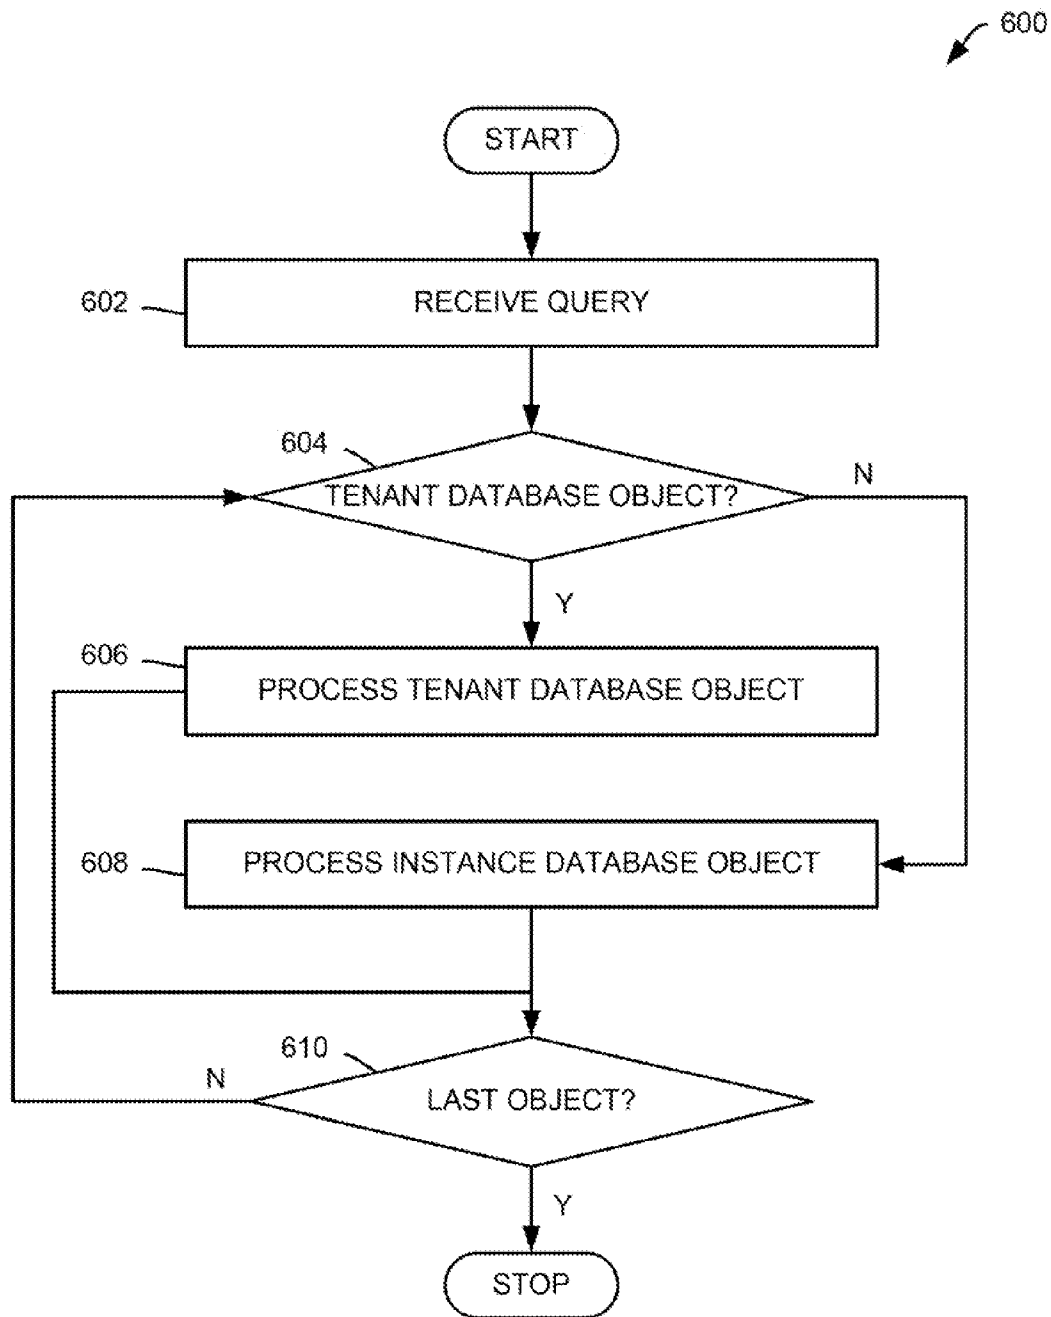 600
START
602
RECEIVE QUERY
604
TENANT DATABASE OBJECT?
N
Y
606
PROCESS TENANT DATABASE OBJECT
608
PROCESS INSTANCE DATABASE OBJECT
610
N
LAST OBJECT?
Y
STOP